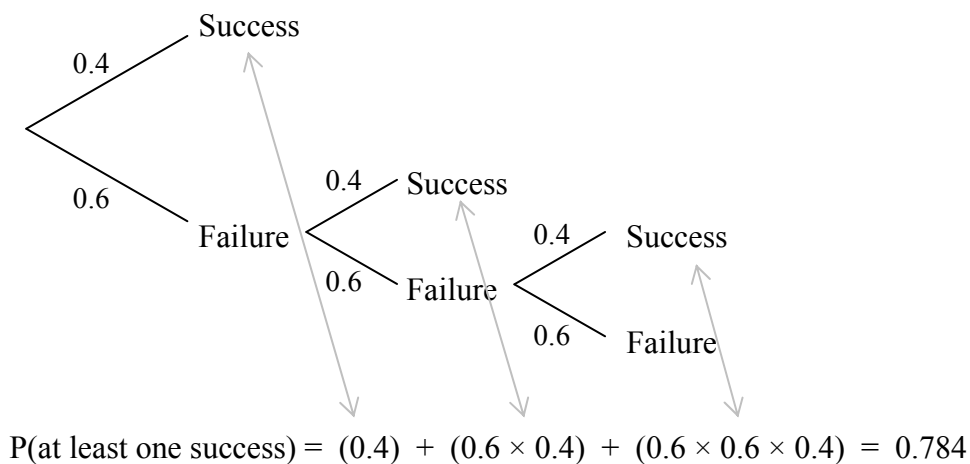 Success
0.4
0.6
Failure
0.4
Success
0.6
Failure
0.4
Success
0.6
Failure
P(at least one success) = (0.4) + (0.6 × 0.4) + (0.6 × 0.6 × 0.4) = 0.784